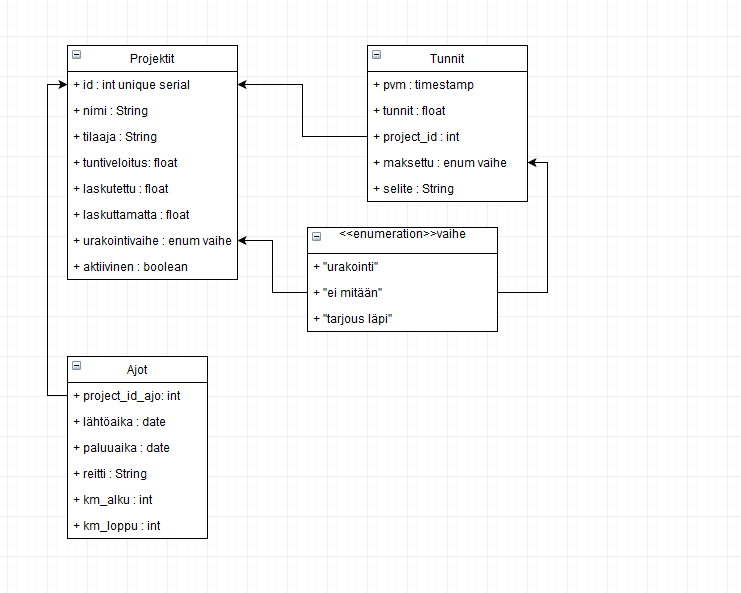 Projektit
+ id : int unique serial
+ nimi : String
+ tilaaja : String
+ tuntiveloitus: float
+ laskutettu : float
+ laskuttamatta : float
+ urakointivaihe : enum vaihe
+ aktiivinen : boolean
Tunnit
+ pvm : timestamp
+ tunnit : float
+ project_id : int
+ maksettu : enum vaihe
+ selite : String
<<enumeration>>vaihe
+ "urakointi"
+ "ei mitään"
+ "tarjous läpi"
Ajot
+ project_id_ajo: int
+ lähtöaika : date
+ paluuaika : date
+ reitti : String
+ km_alku : int
+ km_loppu : int